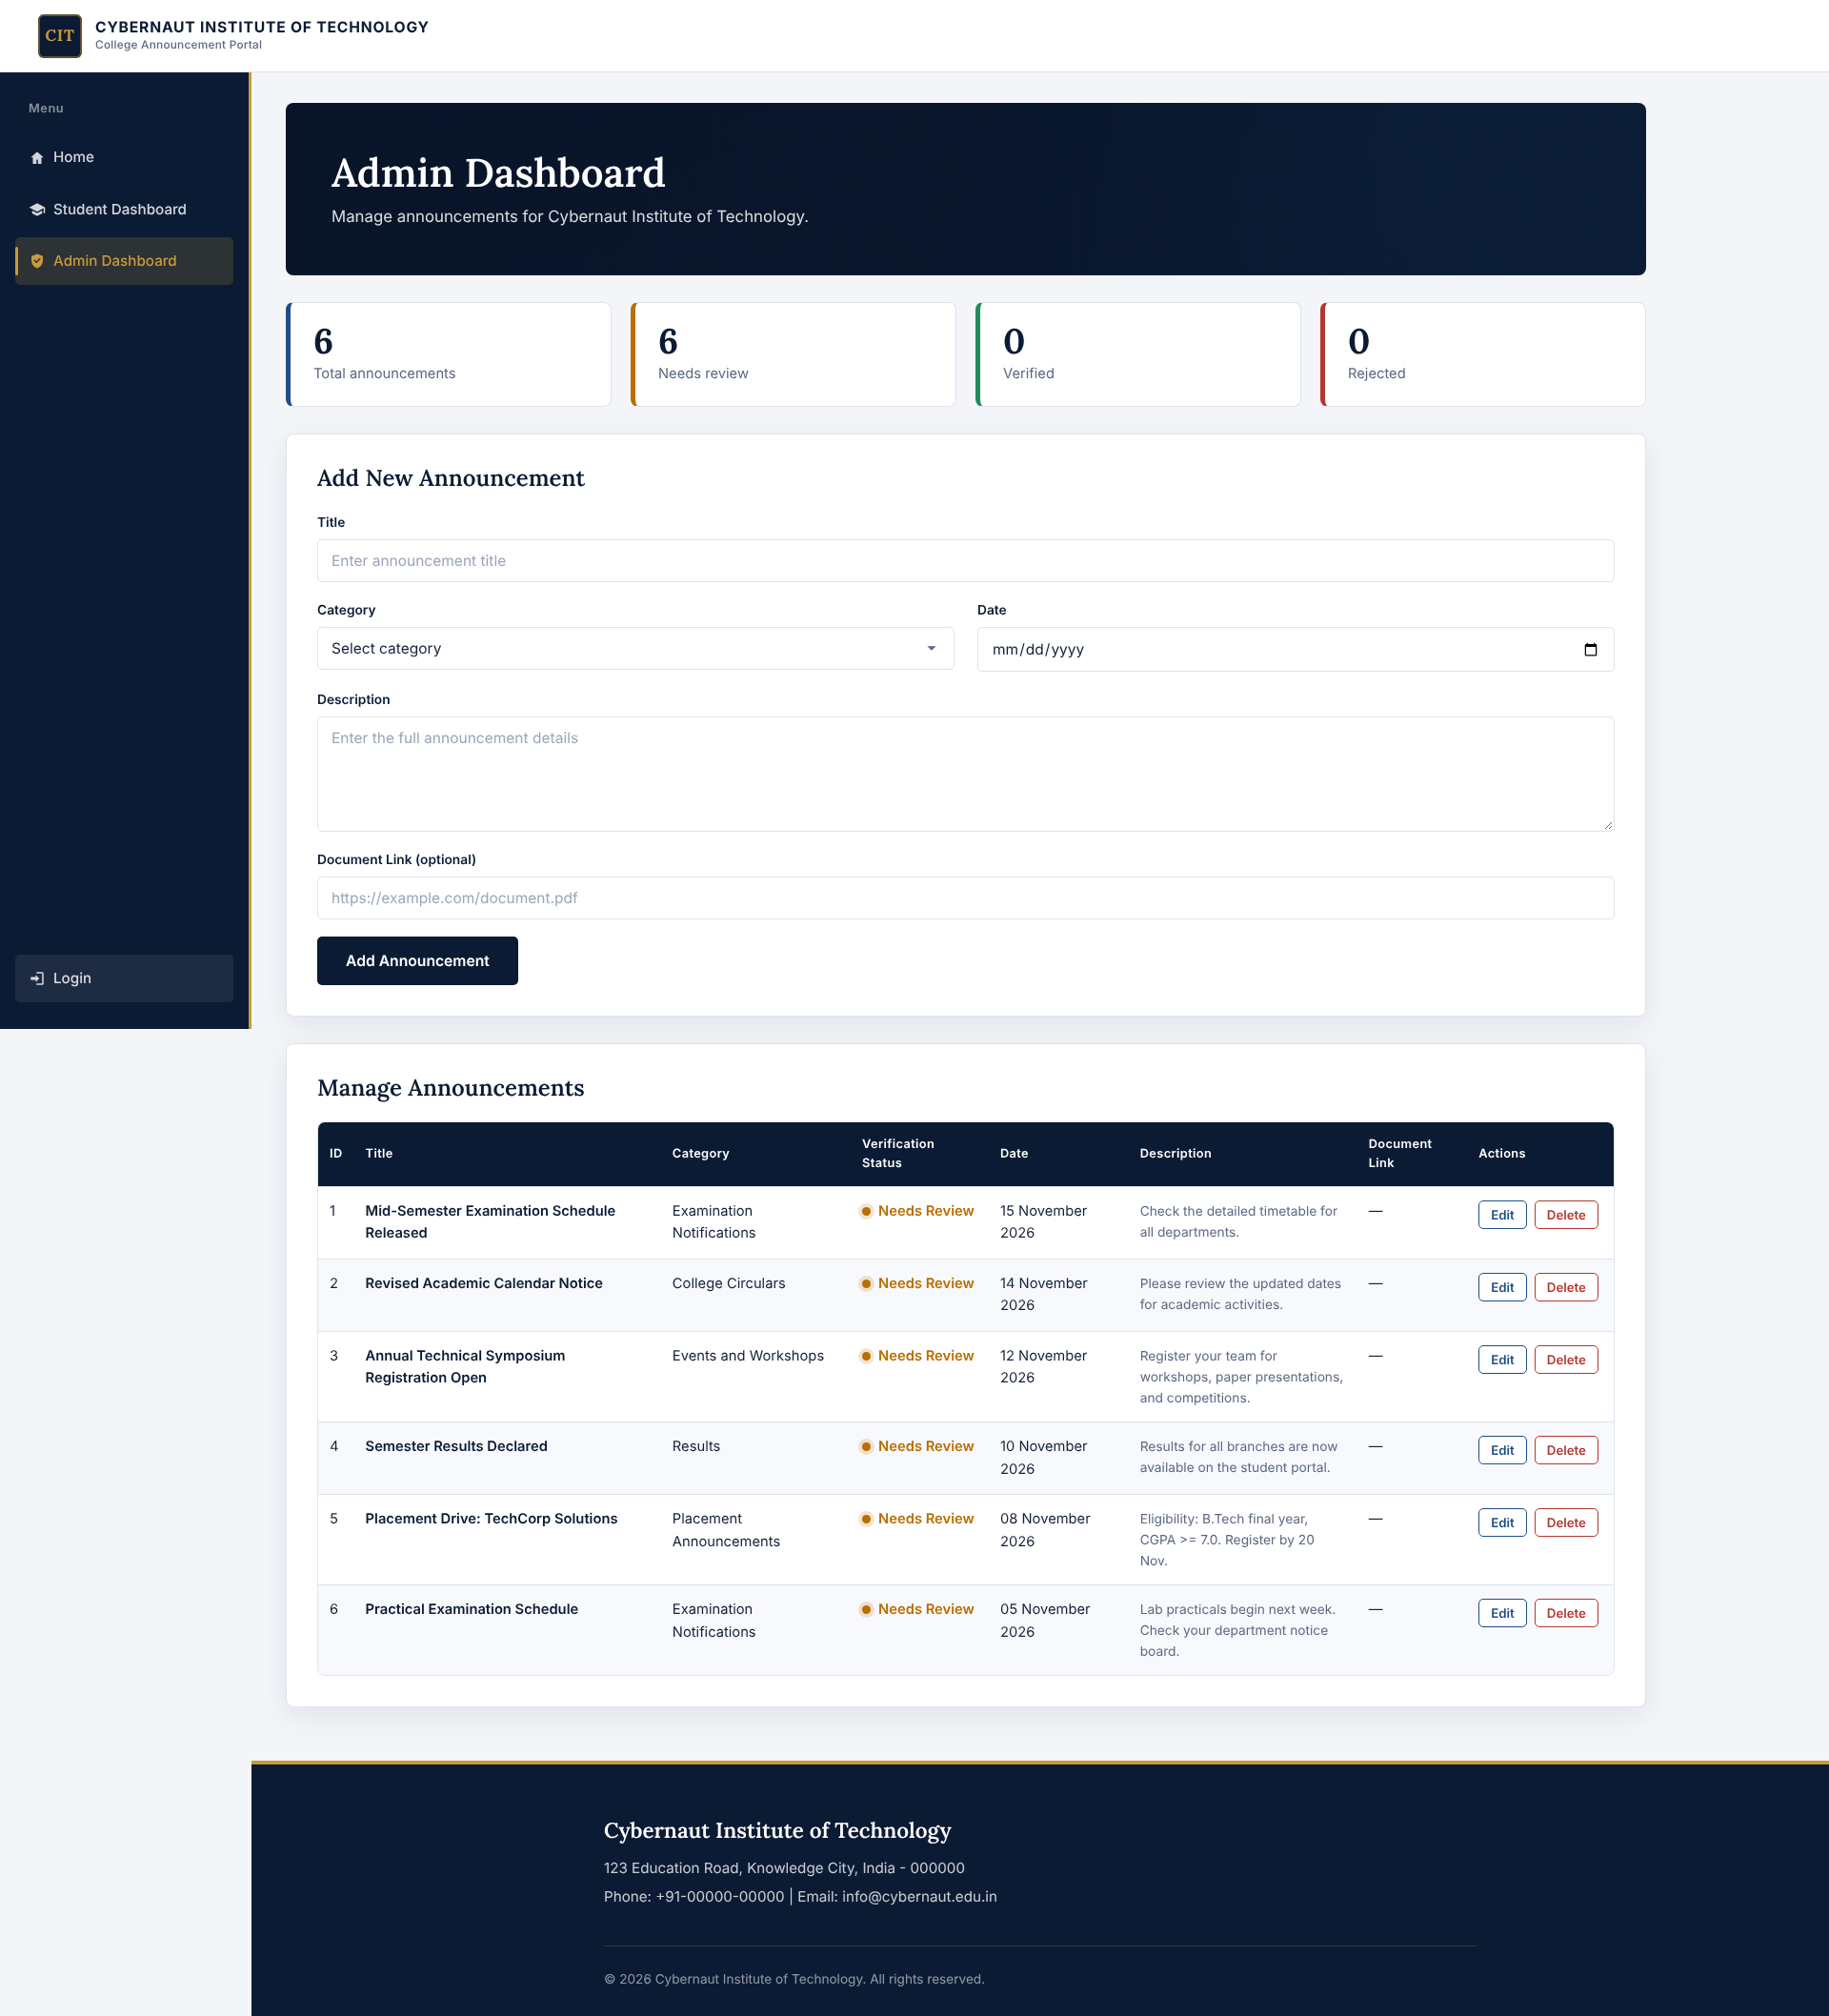 CIT
CYBERNAUT INSTITUTE OF TECHNOLOGY
College Announcement Portal
Menu
Home
Student Dashboard
Admin Dashboard
Login
Admin Dashboard
Manage announcements for Cybernaut Institute of Technology.
6
Total announcements
6
Needs review
0
Verified
0
Rejected
Add New Announcement
Title
Enter announcement title
Category
Select category
Date
mm/dd/yyyy
Description
Enter the full announcement details
Document Link (optional)
https://example.com/document.pdf
Add Announcement
Manage Announcements
ID Title Category Verification Status Date Description Document Link Actions
1 Mid-Semester Examination Schedule Released Examination Notifications Needs Review 15 November 2026 Check the detailed timetable for all departments. — Edit Delete
2 Revised Academic Calendar Notice College Circulars Needs Review 14 November 2026 Please review the updated dates for academic activities. — Edit Delete
3 Annual Technical Symposium Registration Open Events and Workshops Needs Review 12 November 2026 Register your team for workshops, paper presentations, and competitions. — Edit Delete
4 Semester Results Declared Results Needs Review 10 November 2026 Results for all branches are now available on the student portal. — Edit Delete
5 Placement Drive: TechCorp Solutions Placement Announcements Needs Review 08 November 2026 Eligibility: B.Tech final year, CGPA >= 7.0. Register by 20 Nov. — Edit Delete
6 Practical Examination Schedule Examination Notifications Needs Review 05 November 2026 Lab practicals begin next week. Check your department notice board. — Edit Delete
Cybernaut Institute of Technology
123 Education Road, Knowledge City, India - 000000
Phone: +91-00000-00000 | Email: info@cybernaut.edu.in
© 2026 Cybernaut Institute of Technology. All rights reserved.